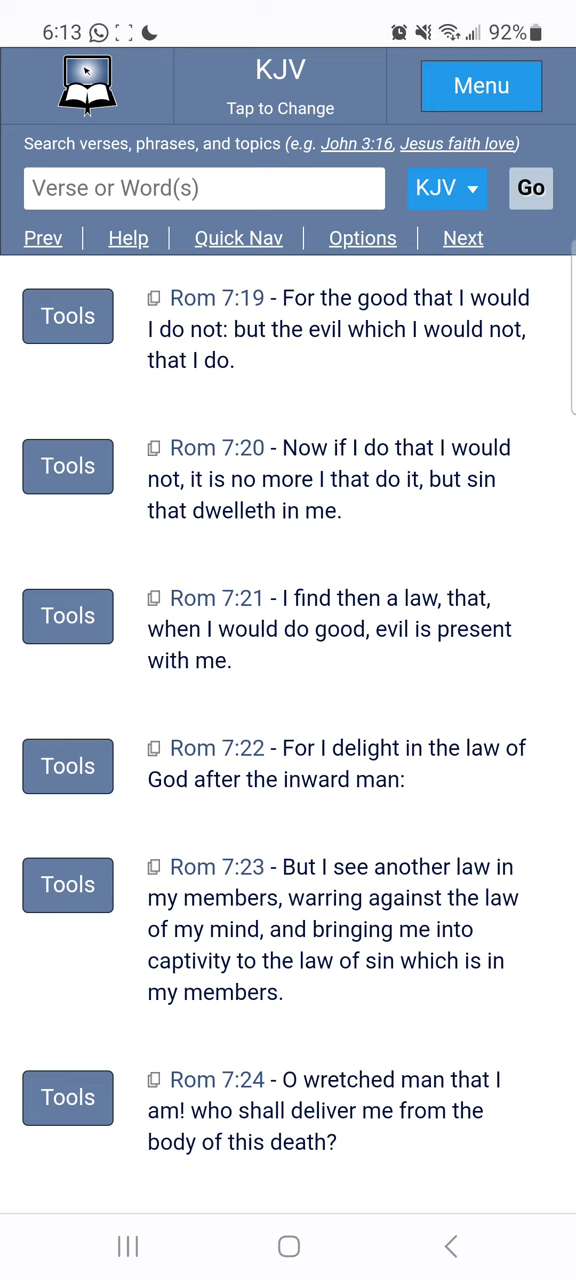 6:13
92%
KJV
Tap to Change
Menu
Search verses, phrases, and topics (e.g. John 3:16, Jesus faith love)
Verse or Word(s)
KJV
Go
Prev
Help
Quick Nav
Options
Next
Tools
Rom 7:19 - For the good that I would
I do not: but the evil which I would not,
that I do.
Tools
Rom 7:20 - Now if I do that I would
not, it is no more I that do it, but sin
that dwelleth in me.
Tools
Rom 7:21 - I find then a law, that,
when I would do good, evil is present
with me.
Tools
Rom 7:22 - For I delight in the law of
God after the inward man:
Tools
Rom 7:23 - But I see another law in
my members, warring against the law
of my mind, and bringing me into
captivity to the law of sin which is in
my members.
Tools
Rom 7:24 - O wretched man that I
am! who shall deliver me from the
body of this death?